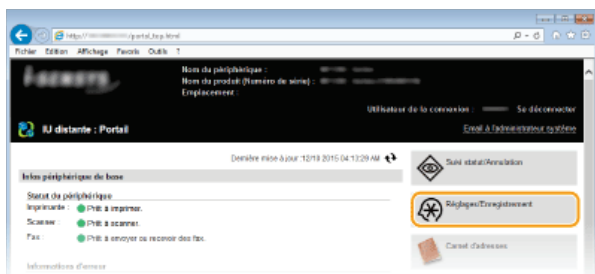 http:// /portal_top.html
Fichier Edition Affichage Favoris Outils ?
Nom du périphérique :
Nom du produit (Numéro de série) :
Emplacement :
Utilisateur de la connexion : Se déconnecter
IU distante : Portail
Email à l'administrateur système
Dernière mise à jour :12/18 2015 04:13:29 AM
Suivi statut/Annulation
Infos périphérique de base
Statut du périphérique
Imprimante : Prêt à imprimer.
Réglages/Enregistrement
Scanner : Prêt à scanner.
Fax : Prêt à envoyer ou recevoir des fax.
Carnet d'adresses
Informations d'erreur